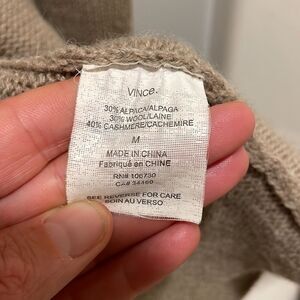 VINCE.
30% ALPACA/ALPAGA
30% WOOL/LAINE
40% CASHMERE/CACHEMIRE
M
MADE IN CHINA
Fabriqué en CHINE
RN# 106730
CA# 34460
SEE REVERSE FOR CARE
SOIN AU VERSO